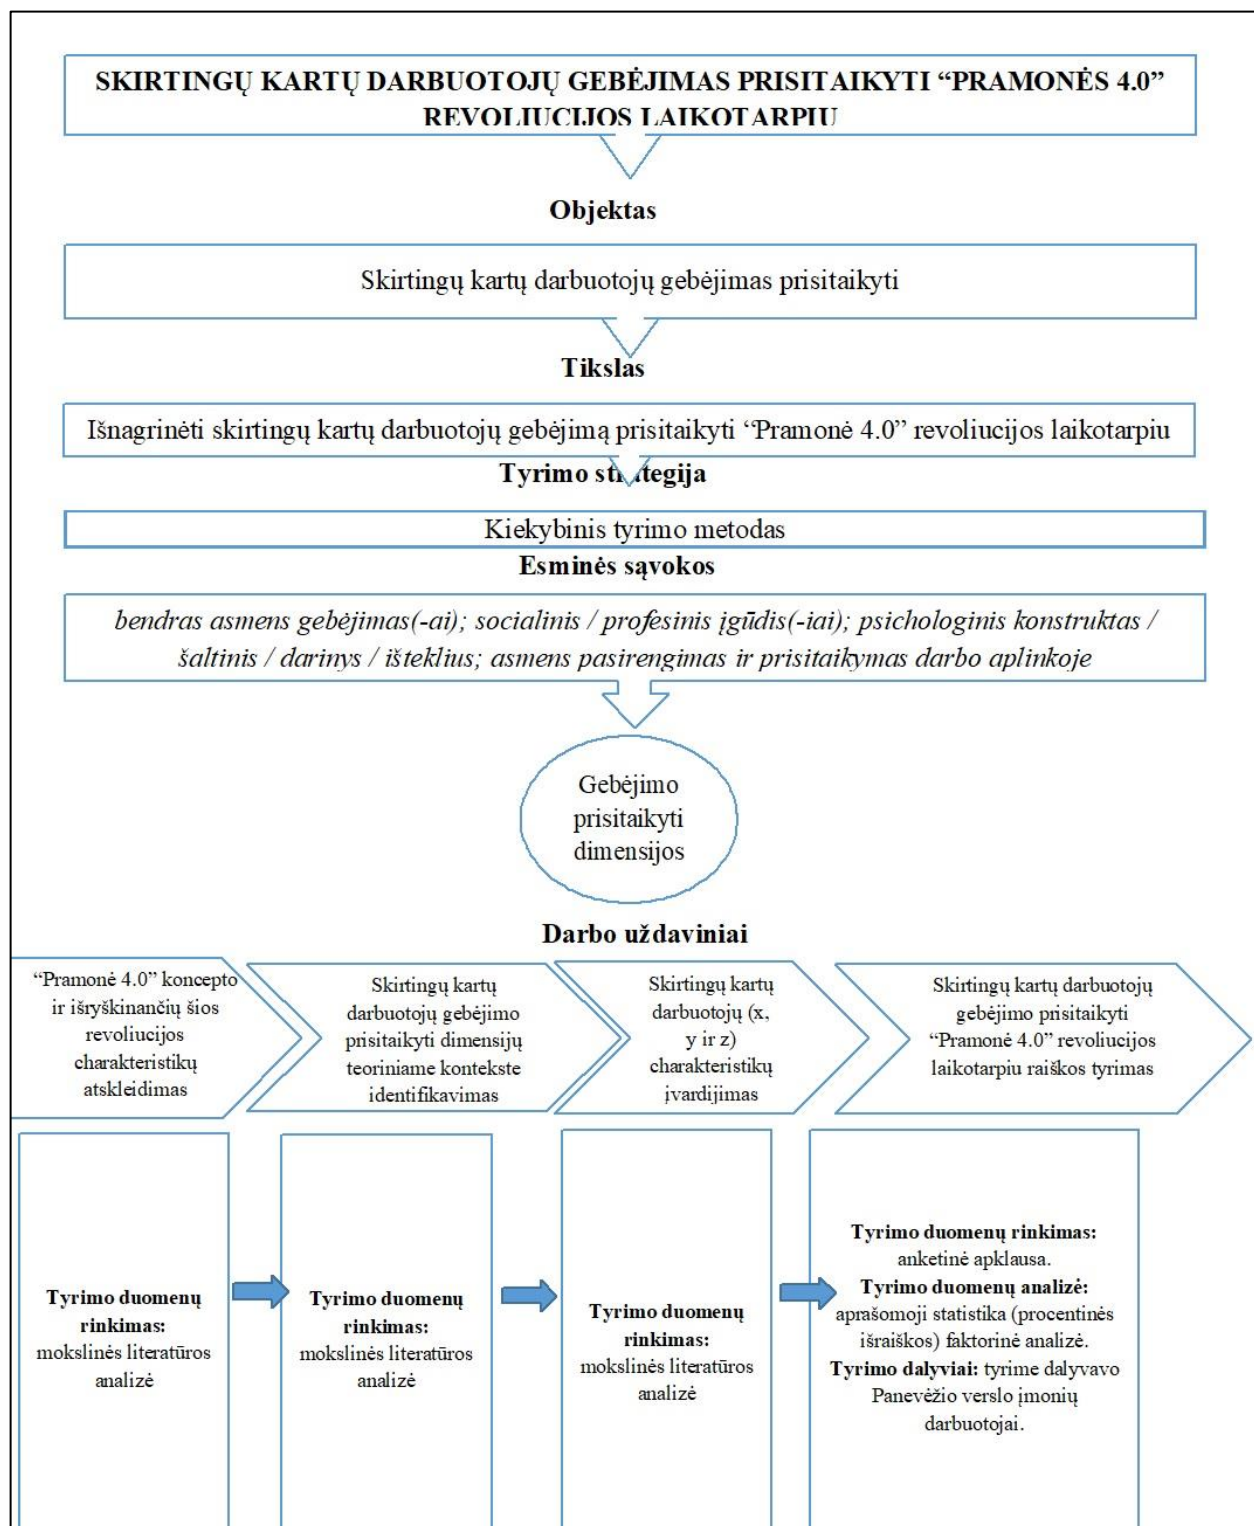 SKIRTINGŲ KARTŲ DARBUOTOJŲ GEBĖJIMAS PRISITAIKYTI “PRAMONĖS 4.0”
REVOLIUCIJOS LAIKOTARPIU
Objektas
Skirtingų kartų darbuotojų gebėjimas prisitaikyti
Tikslas
Išnagrinėti skirtingų kartų darbuotojų gebėjimą prisitaikyti “Pramonė 4.0” revoliucijos laikotarpiu
Tyrimo strategija
Kiekybinis tyrimo metodas
Esminės sąvokos
bendras asmens gebėjimas(-ai); socialinis / profesinis įgūdis(-iai); psichologinis konstruktas /
šaltinis / darinys / išteklius; asmens pasirengimas ir prisitaikymas darbo aplinkoje
Gebėjimo
prisitaikyti
dimensijos
Darbo uždaviniai
“Pramonė 4.0” koncepto
ir išryškinančių šios
revoliucijos
charakteristikų
atskleidimas
Skirtingų kartų
darbuotojų gebėjimo
prisitaikyti dimensijų
teoriniame kontekste
identifikavimas
Skirtingų kartų
darbuotojų (x,
y ir z)
charakteristikų
įvardijimas
Skirtingų kartų darbuotojų
gebėjimo prisitaikyti
“Pramonė 4.0” revoliucijos
laikotarpiu raiškos tyrimas
Tyrimo duomenų
rinkimas:
mokslinės literatūros
analizė
Tyrimo duomenų
rinkimas:
mokslinės literatūros
analizė
Tyrimo duomenų
rinkimas:
mokslinės literatūros
analizė
Tyrimo duomenų rinkimas:
anketinė apklausa.
Tyrimo duomenų analizė:
aprašomoji statistika (procentinės
išraiškos) faktorinė analizė.
Tyrimo dalyviai: tyrime dalyvavo
Panevėžio verslo įmonių
darbuotojai.